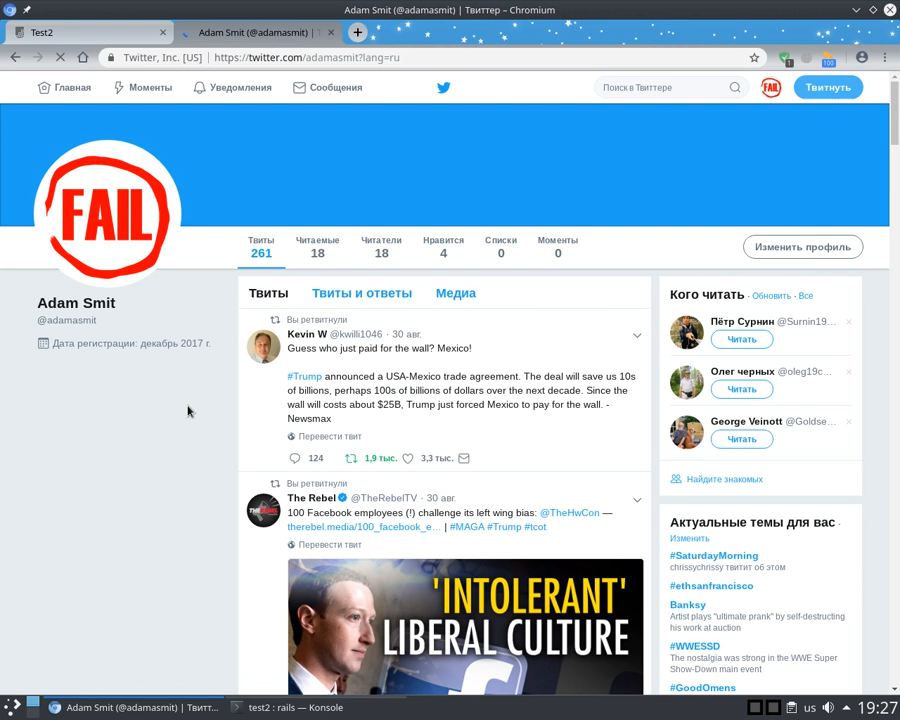 Adam Smit (@adamasmit) | Твиттер – Chromium
Test2
Adam Smit (@adamasmit) | Т
Twitter, Inc. [US]
https://twitter.com/adamasmit?lang=ru
1
100
Главная
Моменты
Уведомления
Сообщения
Поиск в Твиттере
FAIL
Твитнуть
FAIL
Твиты
261
Читаемые
18
Читатели
18
Нравится
4
Списки
0
Моменты
0
Изменить профиль
Adam Smit
@adamasmit
Дата регистрации: декабрь 2017 г.
Твиты Твиты и ответы Медиа
Вы ретвитнули
Kevin W @kwilli1046 · 30 авг.
Guess who just paid for the wall? Mexico!
#Trump announced a USA-Mexico trade agreement. The deal will save us 10s
of billions, perhaps 100s of billions of dollars over the next decade. Since the
wall will costs about $25B, Trump just forced Mexico to pay for the wall. -
Newsmax
Перевести твит
124 1,9 тыс. 3,3 тыс.
Вы ретвитнули
The Rebel @TheRebelTV · 30 авг.
100 Facebook employees (!) challenge its left wing bias: @TheHwCon —
therebel.media/100_facebook_e... | #MAGA #Trump #tcot
Перевести твит
'INTOLERANT'
LIBERAL CULTURE
Кого читать · Обновить · Все
Пётр Сурнин @Surnin19...
Читать
Олег черных @oleg19c...
Читать
George Veinott @Goldse...
Читать
Найдите знакомых
Актуальные темы для вас ·
Изменить
#SaturdayMorning
chrissychrissy твитит об этом
#ethsanfrancisco
Banksy
Artist plays "ultimate prank" by self-destructing
his work at auction
#WWESSD
The nostalgia was strong in the WWE Super
Show-Down main event
#GoodOmens
Adam Smit (@adamasmit) | Твитт...
test2 : rails — Konsole
us
19:27